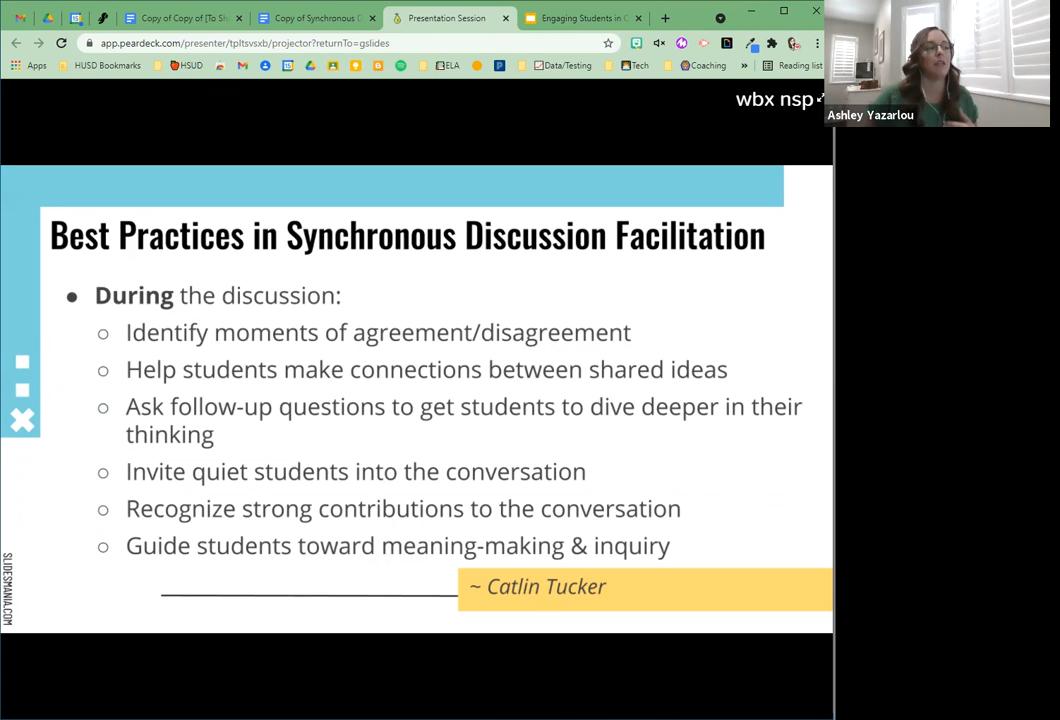 Copy of Copy of [To Sh
Copy of Synchronous D
Presentation Session
Engaging Students in C
app.peardeck.com/presenter/tpltsvsxb/projector?returnTo=gslides
Apps
HUSD Bookmarks
HSUD
ELA
Data/Testing
Tech
Coaching
»
Reading list
wbx nsp
Ashley Yazarlou
Best Practices in Synchronous Discussion Facilitation
● During the discussion:
○ Identify moments of agreement/disagreement
○ Help students make connections between shared ideas
○ Ask follow-up questions to get students to dive deeper in their
thinking
○ Invite quiet students into the conversation
○ Recognize strong contributions to the conversation
○ Guide students toward meaning-making & inquiry
~ Catlin Tucker
SLIDESMANIA.COM